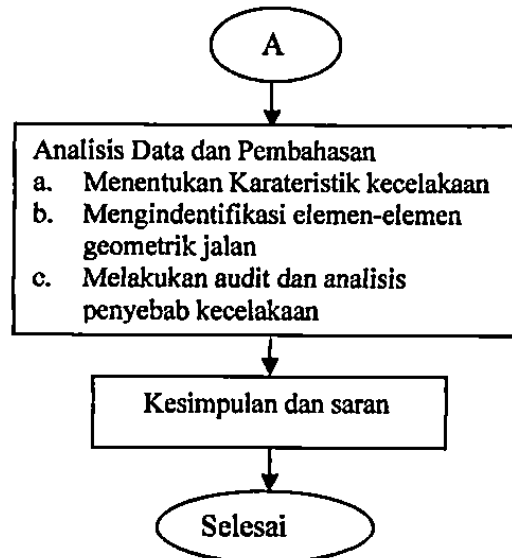 A
Analisis Data dan Pembahasan
a. Menentukan Karateristik kecelakaan
b. Mengindentifikasi elemen-elemen
geometrik jalan
c. Melakukan audit dan analisis
penyebab kecelakaan
Kesimpulan dan saran
Selesai